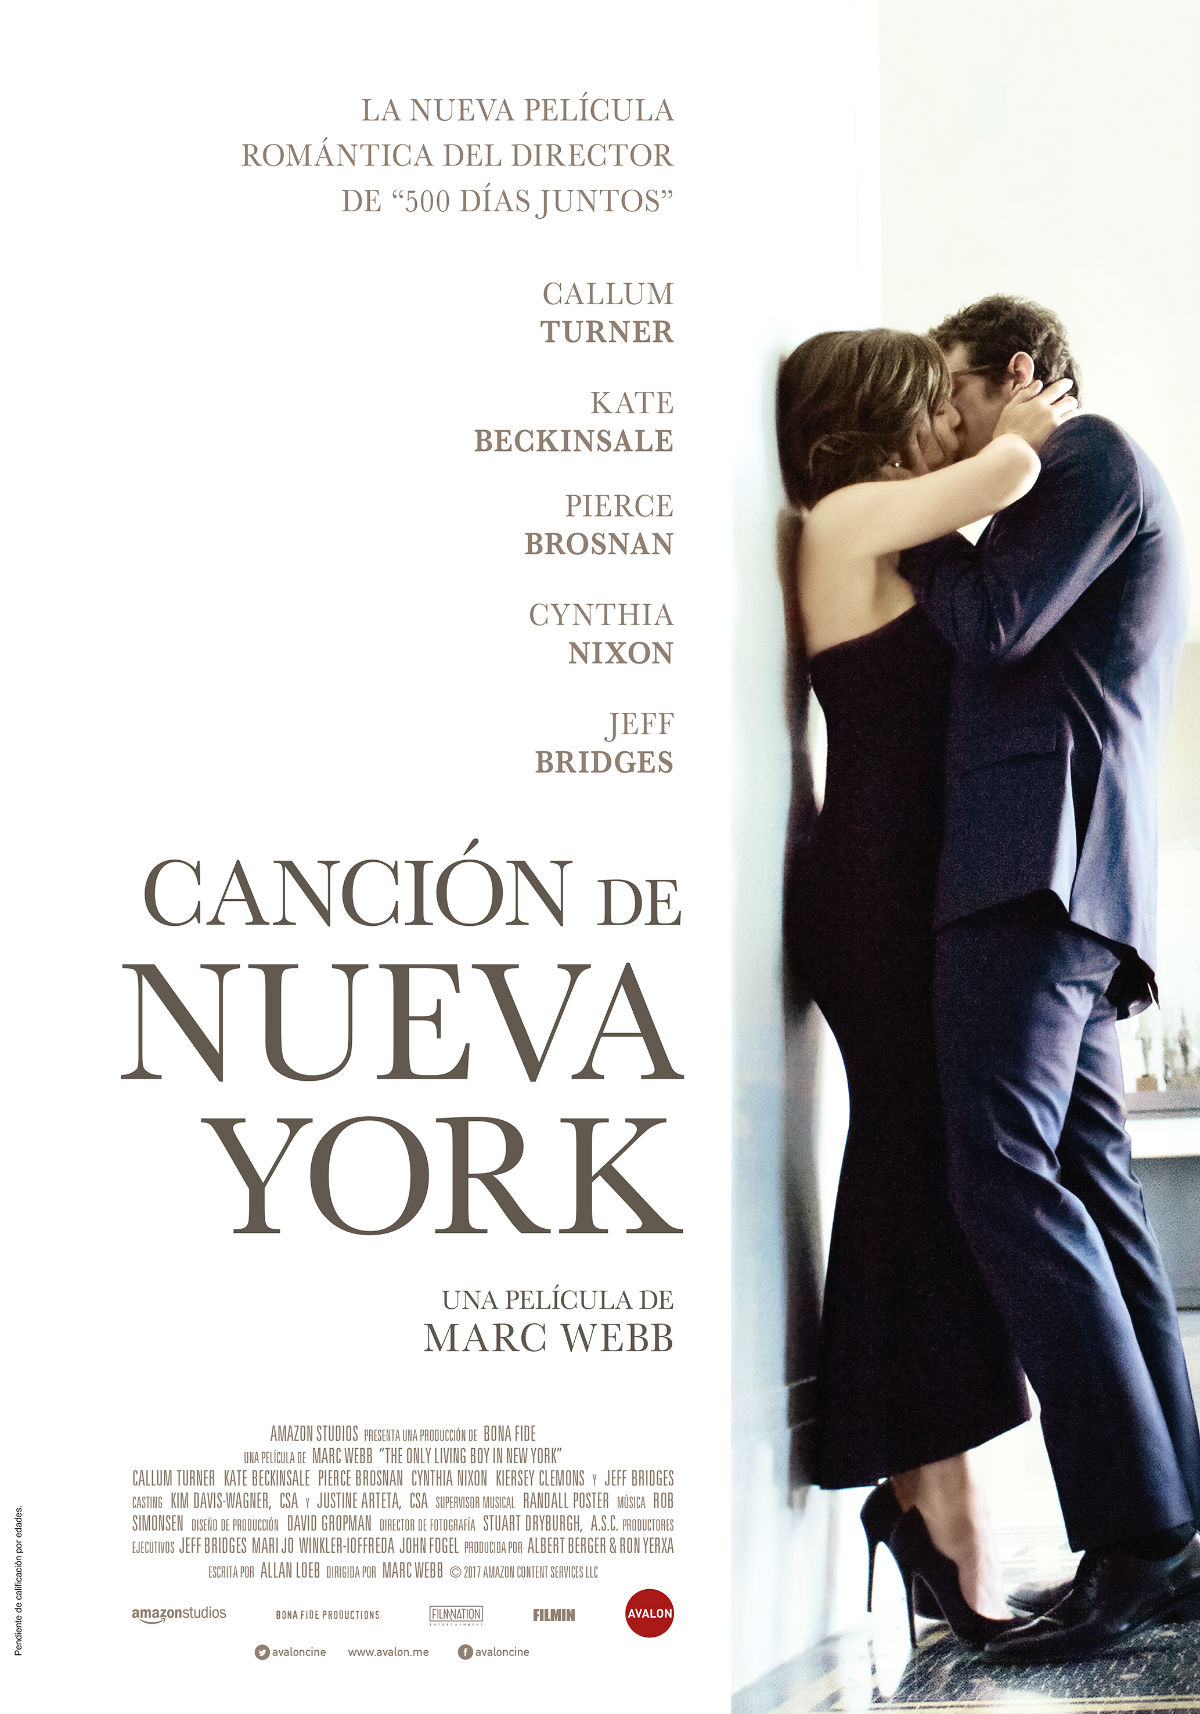 LA NUEVA PELÍCULA
ROMÁNTICA DEL DIRECTOR
DE “500 DÍAS JUNTOS”
CALLUM
TURNER
KATE
BECKINSALE
PIERCE
BROSNAN
CYNTHIA
NIXON
JEFF
BRIDGES
CANCIÓN DE
NUEVA
YORK
UNA PELÍCULA DE
MARC WEBB
AMAZON STUDIOS PRESENTA UNA PRODUCCIÓN DE BONA FIDE
UNA PELÍCULA DE MARC WEBB “THE ONLY LIVING BOY IN NEW YORK”
CALLUM TURNER KATE BECKINSALE PIERCE BROSNAN CYNTHIA NIXON KIERSEY CLEMONS Y JEFF BRIDGES
CASTING KIM DAVIS-WAGNER, CSA Y JUSTINE ARTETA, CSA SUPERVISOR MUSICAL RANDALL POSTER MÚSICA ROB
SIMONSEN DISEÑO DE PRODUCCIÓN DAVID GROPMAN DIRECTOR DE FOTOGRAFÍA STUART DRYBURGH, A.S.C. PRODUCTORES
EJECUTIVOS JEFF BRIDGES MARI JO WINKLER-IOFFREDA JOHN FOGEL PRODUCIDA POR ALBERT BERGER & RON YERXA
ESCRITA POR ALLAN LOEB DIRIGIDA POR MARC WEBB © 2017 AMAZON CONTENT SERVICES LLC
amazonstudios BONA FIDE PRODUCTIONS FILMNATION FILMIN AVALON
ENTERTAINMENT
avaloncine www.avalon.me avaloncine
Pendiente de calificación por edades.